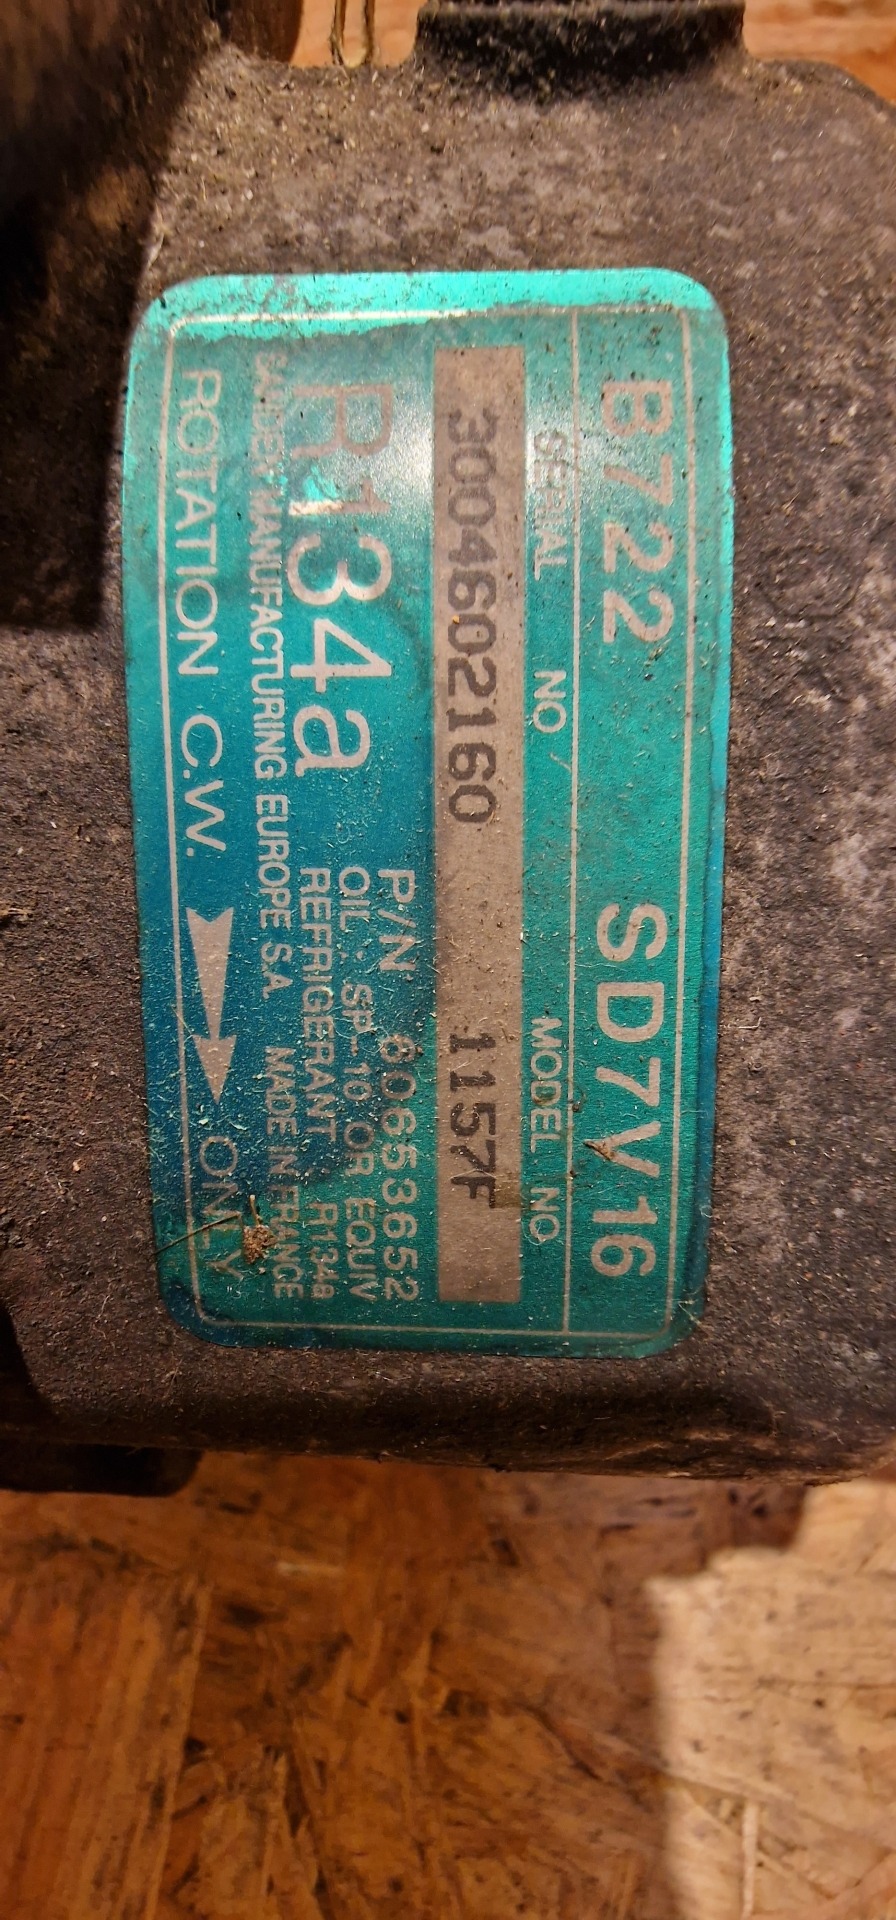 B722 SD7V16
SERIAL NO / MODEL NO
3004602160 1157F
R134a
P/N 60653652
OIL : SP-10 OR EQUIV
REFRIGERANT R134a
SANDEN MANUFACTURING EUROPE S.A. MADE IN FRANCE
ROTATION C.W. ONLY